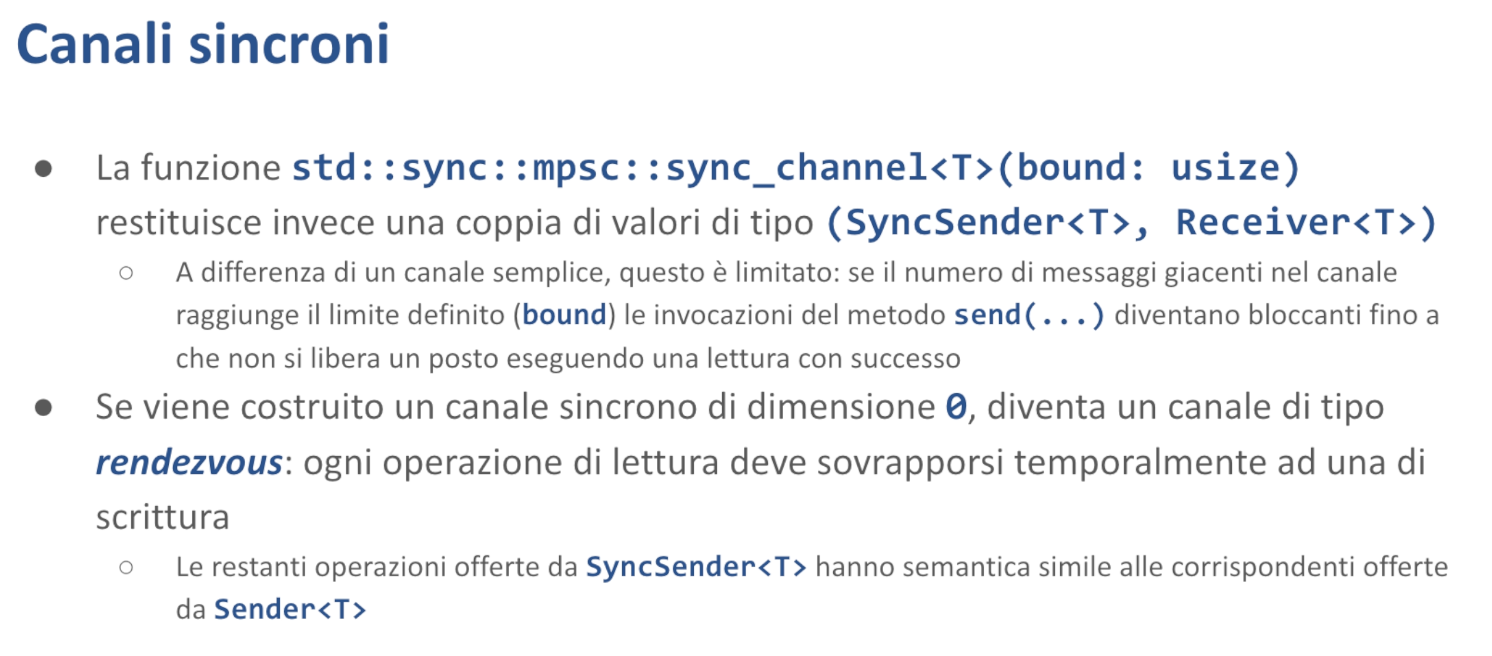 Canali sincroni
● La funzione std::sync::mpsc::sync_channel<T>(bound: usize)
restituisce invece una coppia di valori di tipo (SyncSender<T>, Receiver<T>)
○ A differenza di un canale semplice, questo è limitato: se il numero di messaggi giacenti nel canale
raggiunge il limite definito (bound) le invocazioni del metodo send(...) diventano bloccanti fino a
che non si libera un posto eseguendo una lettura con successo
● Se viene costruito un canale sincrono di dimensione 0, diventa un canale di tipo
rendezvous: ogni operazione di lettura deve sovrapporsi temporalmente ad una di
scrittura
○ Le restanti operazioni offerte da SyncSender<T> hanno semantica simile alle corrispondenti offerte
da Sender<T>